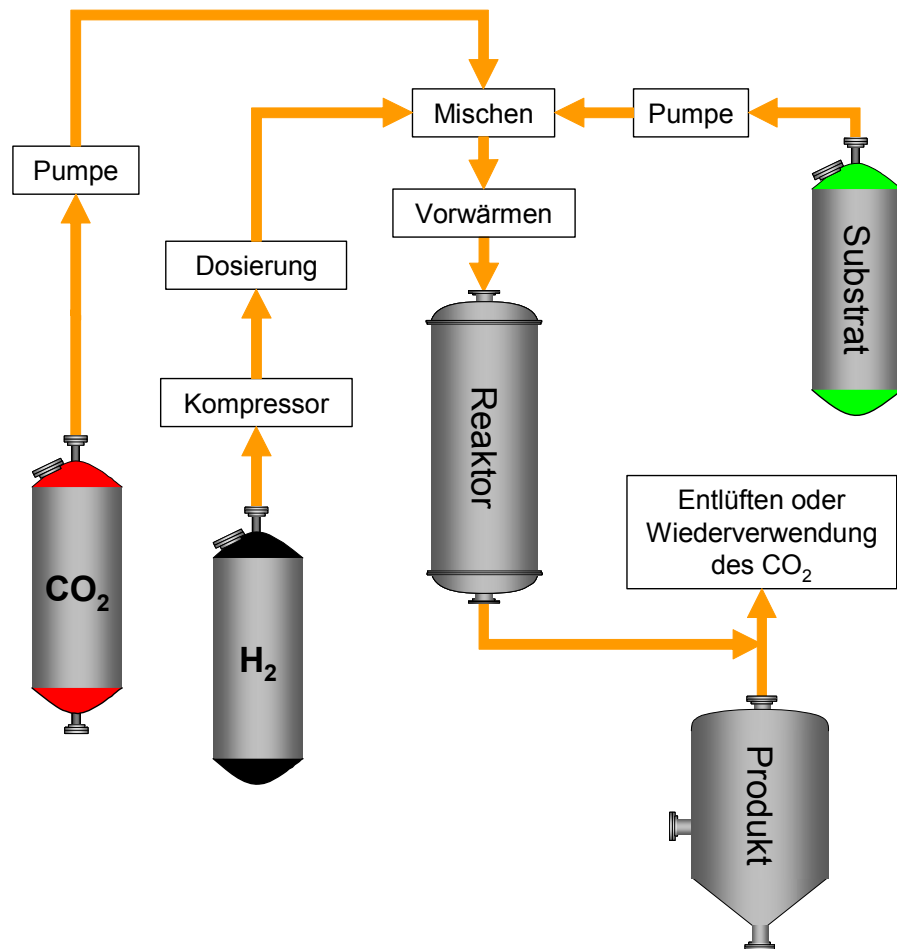 Mischen
Pumpe
Pumpe
Vorwärmen
Dosierung
Substrat
Kompressor
Reaktor
Entlüften oder
Wiederverwendung
des CO₂
CO₂
H₂
Produkt